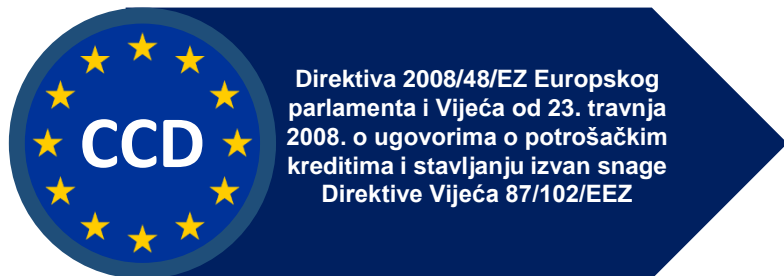 CCD
Direktiva 2008/48/EZ Europskog
parlamenta i Vijeća od 23. travnja
2008. o ugovorima o potrošačkim
kreditima i stavljanju izvan snage
Direktive Vijeća 87/102/EEZ